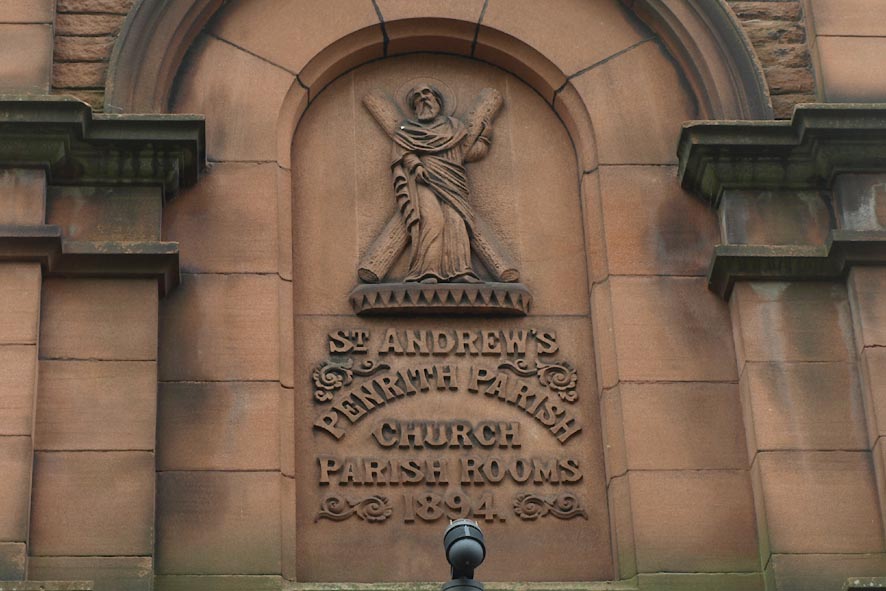 ST ANDREW'S
PENRITH PARISH
CHURCH
PARISH ROOMS
1894.